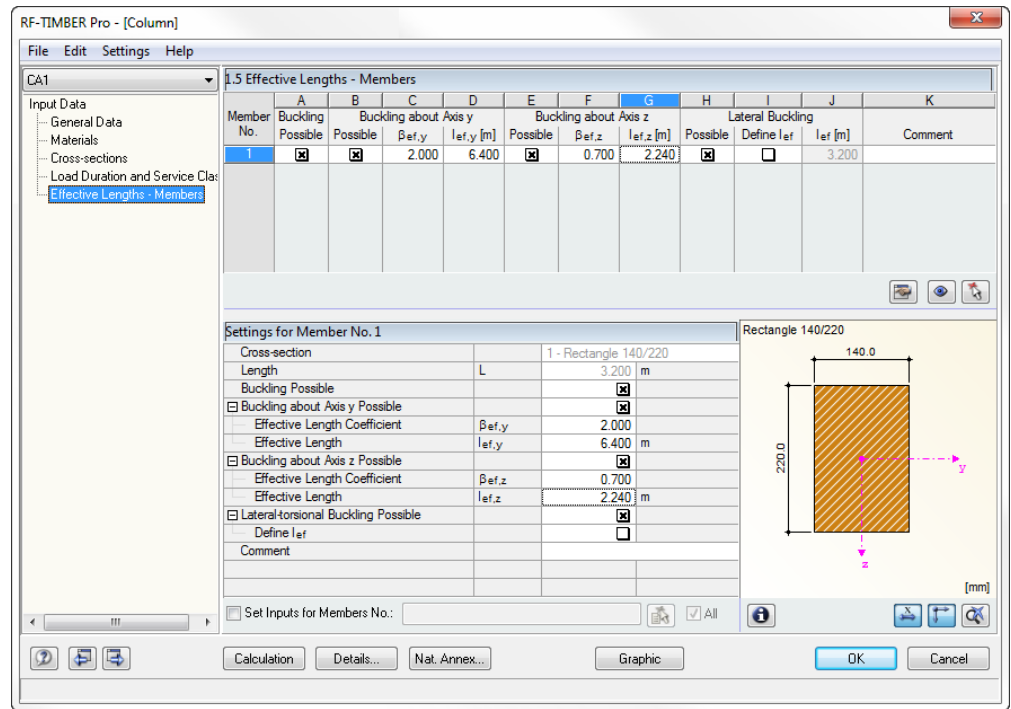 RF-TIMBER Pro - [Column]
File Edit Settings Help
CA1
Input Data
General Data
Materials
Cross-sections
Load Duration and Service Clas
Effective Lengths - Members
1.5 Effective Lengths - Members
A B C D E F G H I J K
Member Buckling Buckling about Axis y Buckling about Axis z Lateral Buckling
No. Possible Possible βef,y lef,y [m] Possible βef,z lef,z [m] Possible Define lef lef [m] Comment
1 2.000 6.400 0.700 2.240 3.200
Settings for Member No. 1
Cross-section 1 - Rectangle 140/220
Length L 3.200 m
Buckling Possible
Buckling about Axis y Possible
Effective Length Coefficient βef,y 2.000
Effective Length lef,y 6.400 m
Buckling about Axis z Possible
Effective Length Coefficient βef,z 0.700
Effective Length lef,z 2.240 m
Lateral-torsional Buckling Possible
Define lef
Comment
Set Inputs for Members No.: All
Rectangle 140/220
140.0
220.0
y
z
[mm]
Calculation Details... Nat. Annex... Graphic OK Cancel